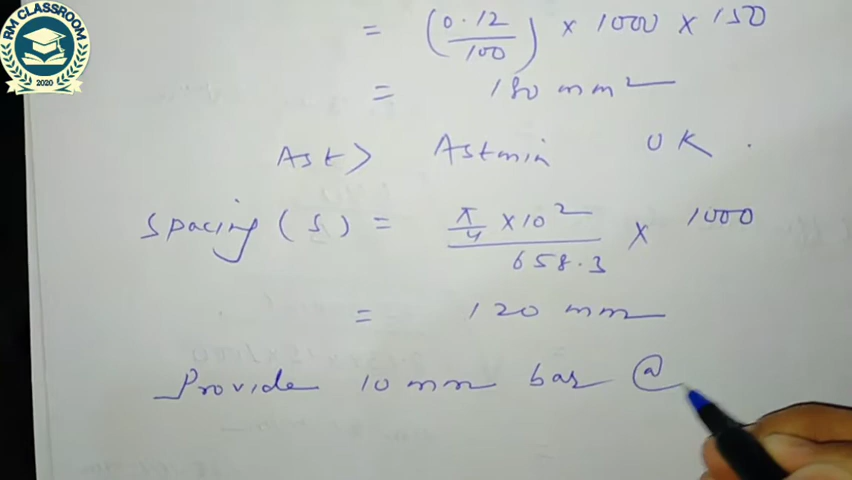 RM CLASSROOM
2020
= (0.12/100) × 1000 × 150
= 180 mm²
Ast > Astmin OK.
Spacing (S) = π/4 × 10² / 658.3 × 1000
= 120 mm
Provide 10 mm bar @